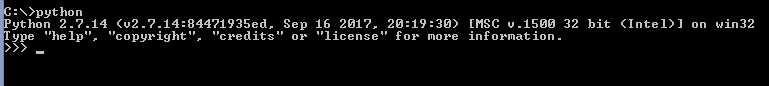 C:\>python
Python 2.7.14 (v2.7.14:84471935ed, Sep 16 2017, 20:19:30) [MSC v.1500 32 bit (Intel)] on win32
Type "help", "copyright", "credits" or "license" for more information.
>>> _